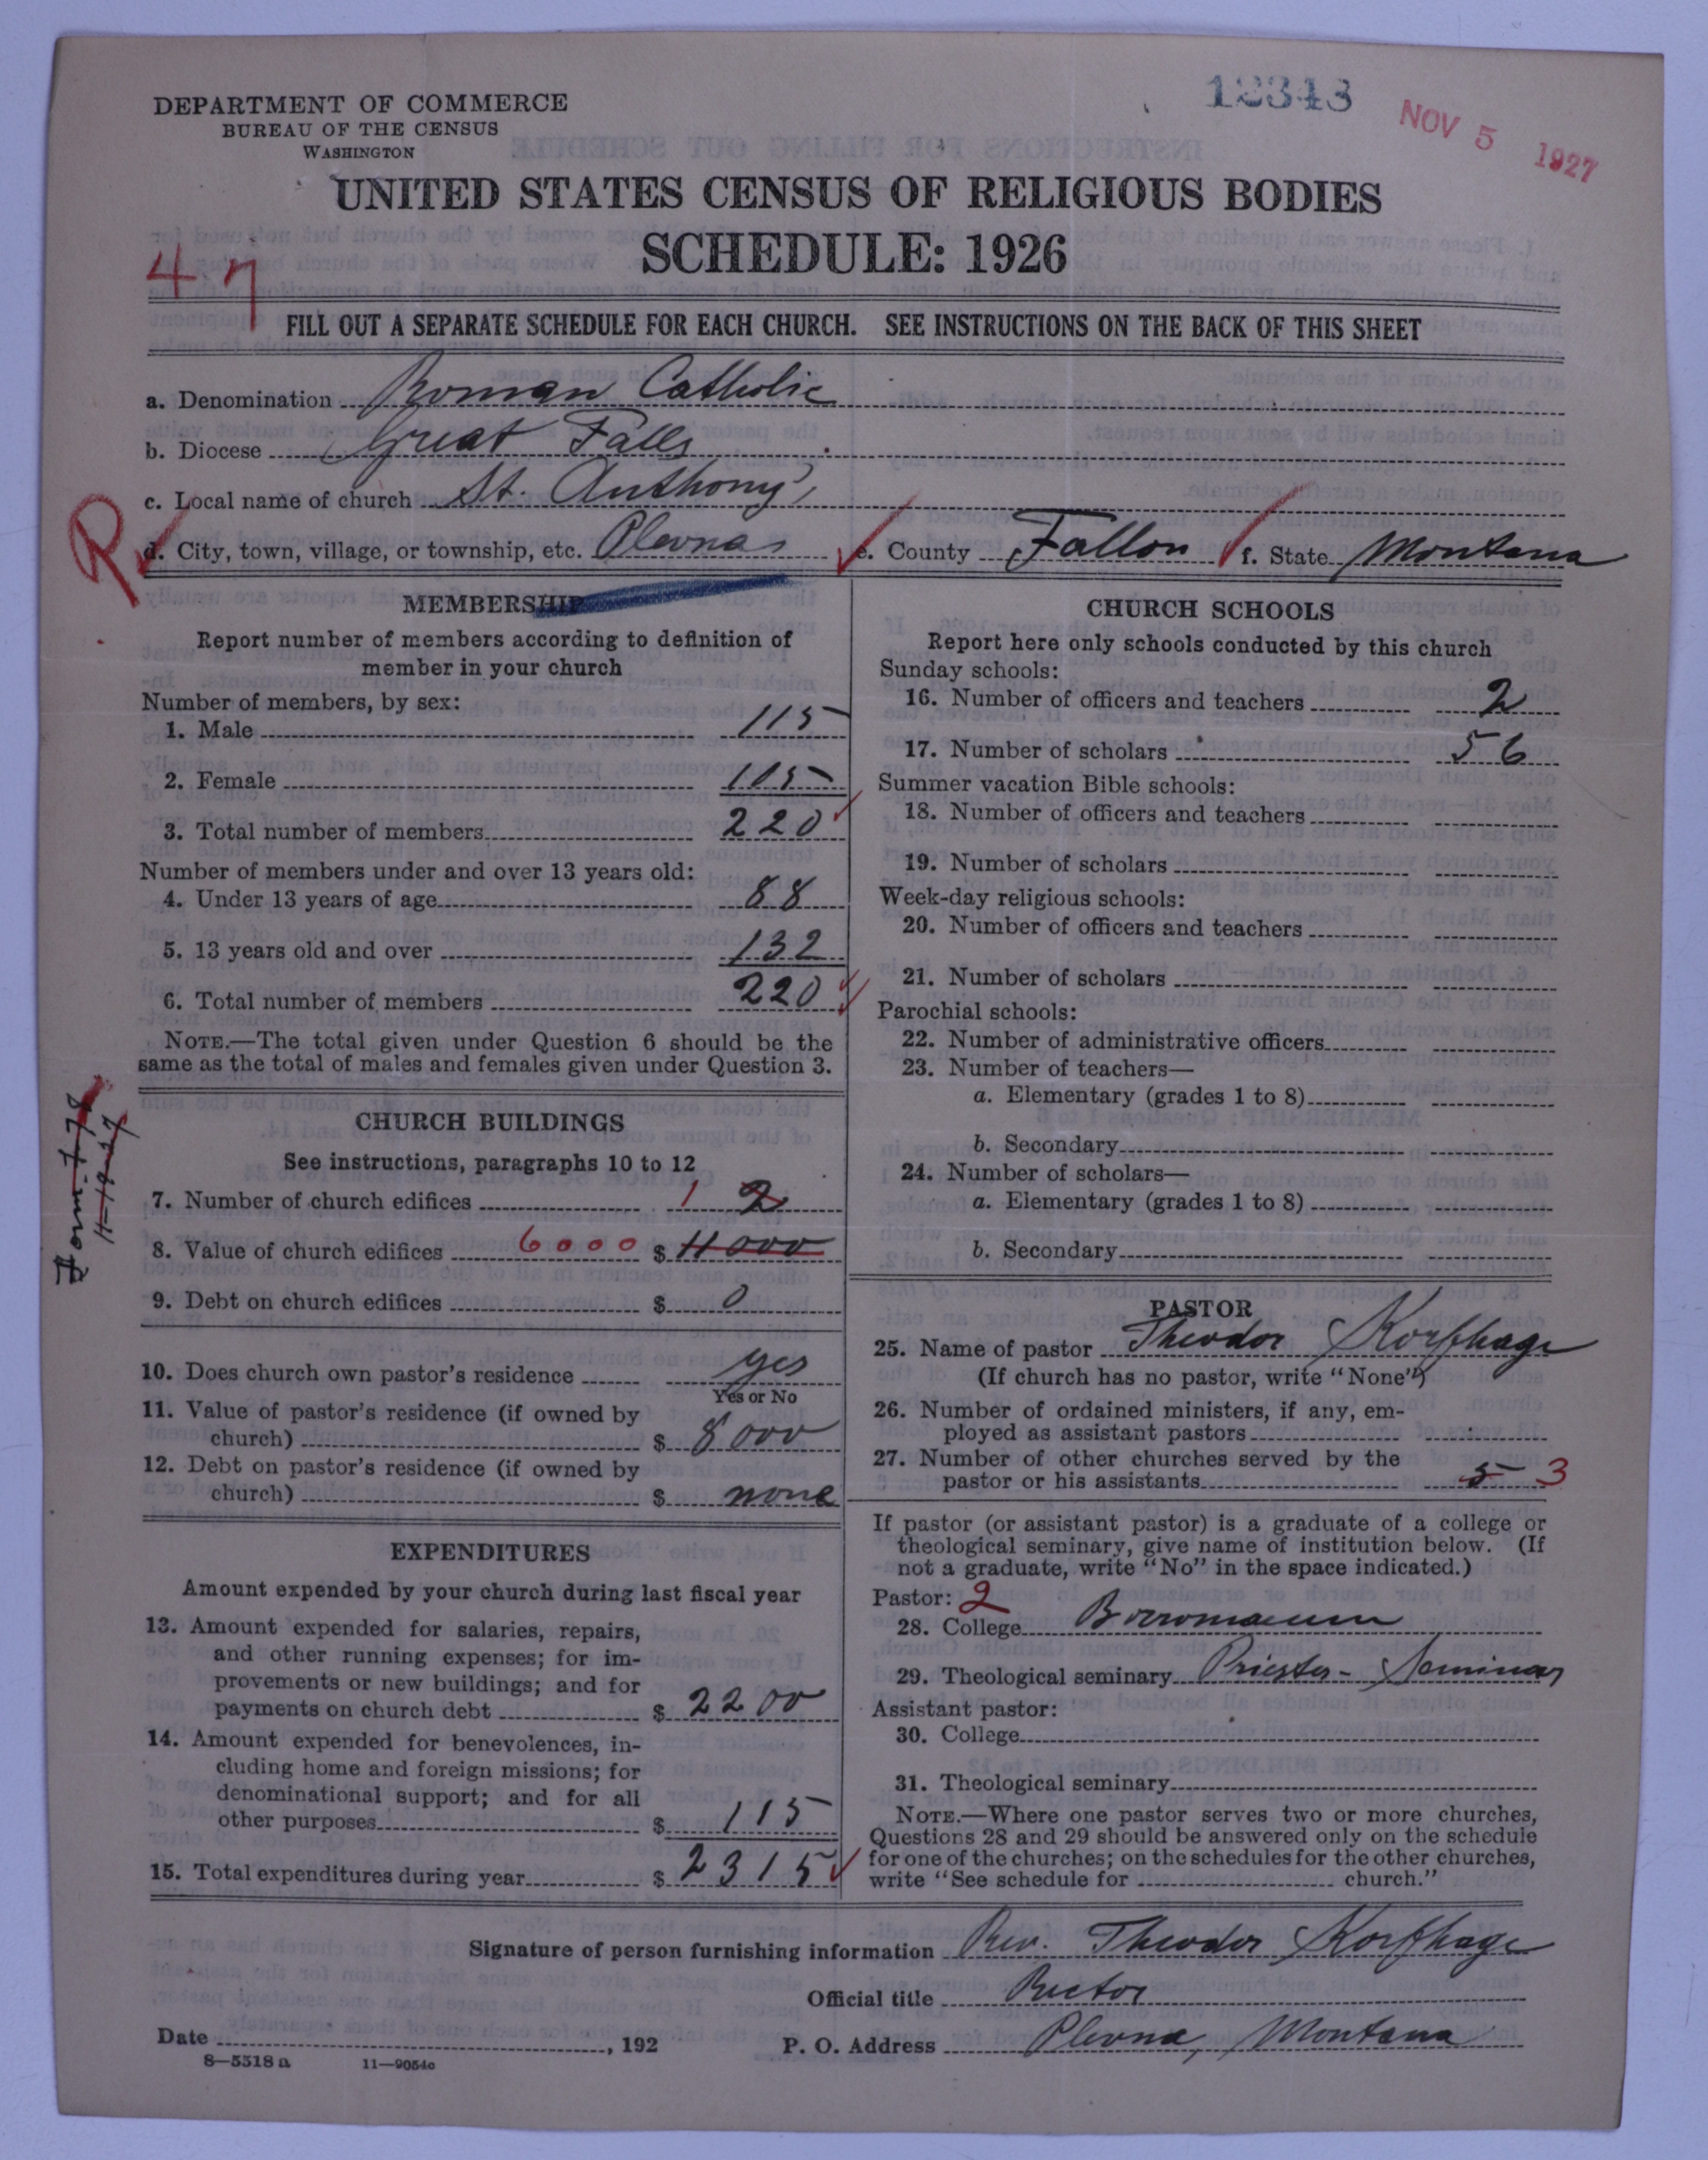 12343
NOV 5 1927
DEPARTMENT OF COMMERCE
BUREAU OF THE CENSUS
WASHINGTON
UNITED STATES CENSUS OF RELIGIOUS BODIES
SCHEDULE: 1926
47
FILL OUT A SEPARATE SCHEDULE FOR EACH CHURCH. SEE INSTRUCTIONS ON THE BACK OF THIS SHEET
a. Denomination Roman Catholic
b. Diocese Great Falls
c. Local name of church St. Anthony's
R
d. City, town, village, or township, etc. Plevna e. County Fallon f. State Montana
MEMBERSHIP
Report number of members according to definition of
member in your church
Number of members, by sex:
1. Male 115
2. Female 105
3. Total number of members 220
Number of members under and over 13 years old:
4. Under 13 years of age 88
5. 13 years old and over 132
6. Total number of members 220
NOTE.—The total given under Question 6 should be the
same as the total of males and females given under Question 3.
CHURCH BUILDINGS
See instructions, paragraphs 10 to 12
7. Number of church edifices 1 2
8. Value of church edifices 6000 $ 11000
9. Debt on church edifices $ 0
10. Does church own pastor's residence yes
Yes or No
11. Value of pastor's residence (if owned by
church) $ 8000
12. Debt on pastor's residence (if owned by
church) $ none
EXPENDITURES
Amount expended by your church during last fiscal year
13. Amount expended for salaries, repairs,
and other running expenses; for im-
provements or new buildings; and for
payments on church debt $ 2200
14. Amount expended for benevolences, in-
cluding home and foreign missions; for
denominational support; and for all
other purposes $ 115
15. Total expenditures during year $ 2315
CHURCH SCHOOLS
Report here only schools conducted by this church
Sunday schools:
16. Number of officers and teachers 2
17. Number of scholars 56
Summer vacation Bible schools:
18. Number of officers and teachers
19. Number of scholars
Week-day religious schools:
20. Number of officers and teachers
21. Number of scholars
Parochial schools:
22. Number of administrative officers
23. Number of teachers—
a. Elementary (grades 1 to 8)
b. Secondary
24. Number of scholars—
a. Elementary (grades 1 to 8)
b. Secondary
PASTOR
25. Name of pastor Theodor Korfhage
(If church has no pastor, write "None")
26. Number of ordained ministers, if any, em-
ployed as assistant pastors
27. Number of other churches served by the
pastor or his assistants 5 3
If pastor (or assistant pastor) is a graduate of a college or
theological seminary, give name of institution below. (If
not a graduate, write "No" in the space indicated.)
Pastor: 2
28. College Borromaeum
29. Theological seminary Priester-Seminar
Assistant pastor:
30. College
31. Theological seminary
NOTE.—Where one pastor serves two or more churches,
Questions 28 and 29 should be answered only on the schedule
for one of the churches; on the schedules for the other churches,
write "See schedule for church."
Signature of person furnishing information Rev. Theodor Korfhage
Official title Rector
Date , 192 P. O. Address Plevna, Montana
8—5518 a 11—9054c